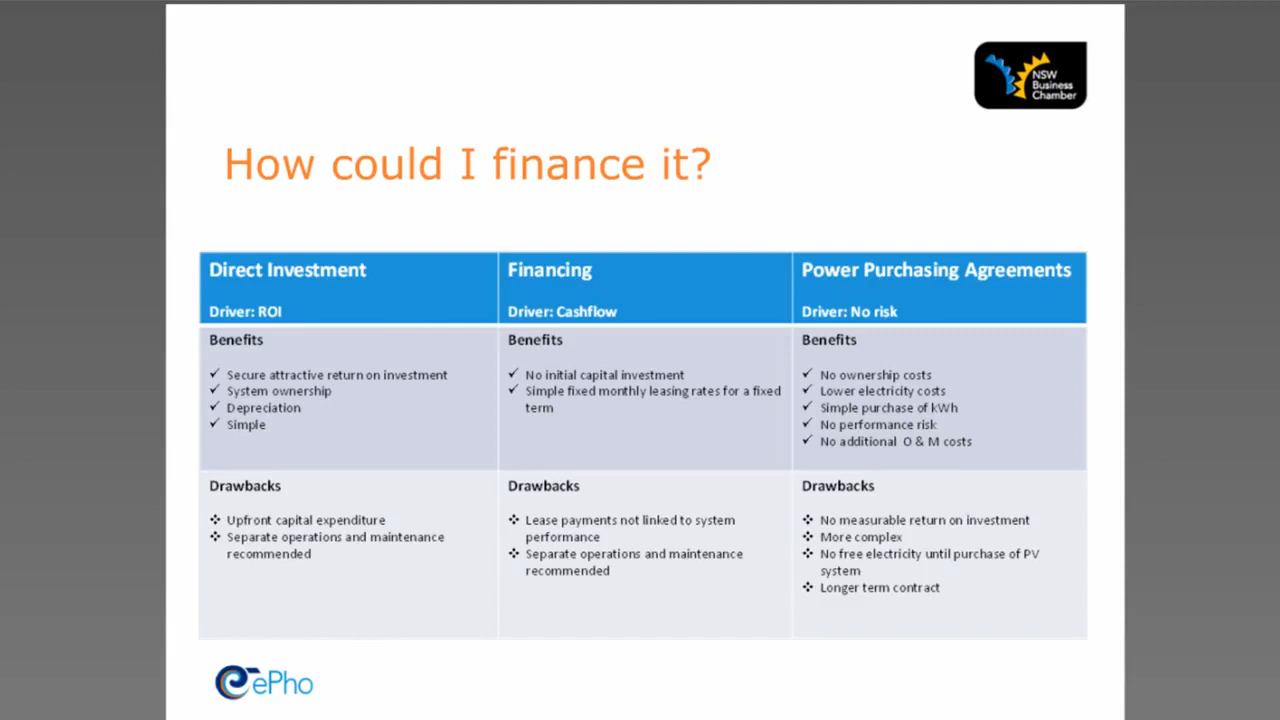 NSW
Business
Chamber
How could I finance it?
Direct Investment
Driver: ROI
Financing
Driver: Cashflow
Power Purchasing Agreements
Driver: No risk
Benefits
✓ Secure attractive return on investment
✓ System ownership
✓ Depreciation
✓ Simple
Benefits
✓ No initial capital investment
✓ Simple fixed monthly leasing rates for a fixed
term
Benefits
✓ No ownership costs
✓ Lower electricity costs
✓ Simple purchase of kWh
✓ No performance risk
✓ No additional O & M costs
Drawbacks
❖ Upfront capital expenditure
❖ Separate operations and maintenance
recommended
Drawbacks
❖ Lease payments not linked to system
performance
❖ Separate operations and maintenance
recommended
Drawbacks
❖ No measurable return on investment
❖ More complex
❖ No free electricity until purchase of PV
system
❖ Longer term contract
ePho